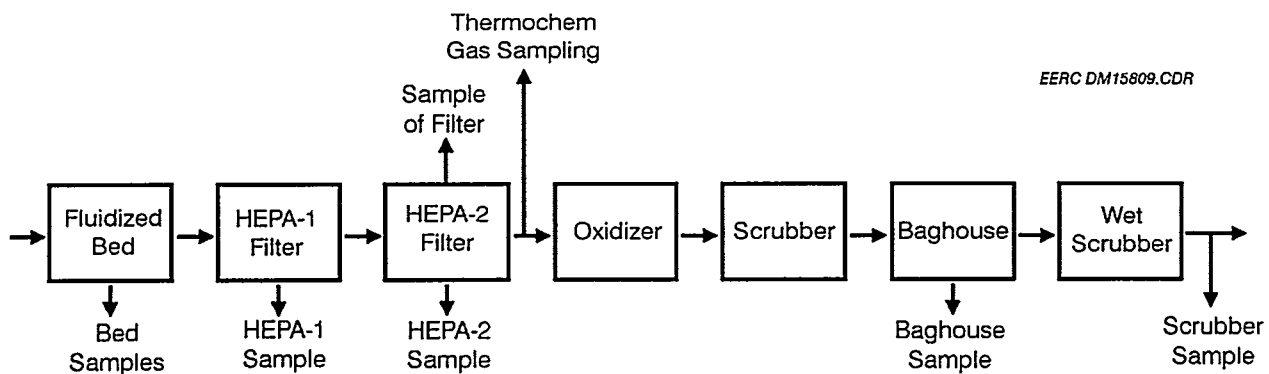 Thermochem
Gas Sampling
EERC DM15809.CDR
Sample
of Filter
Fluidized
Bed
HEPA-1
Filter
HEPA-2
Filter
Oxidizer
Scrubber
Baghouse
Wet
Scrubber
Bed
Samples
HEPA-1
Sample
HEPA-2
Sample
Baghouse
Sample
Scrubber
Sample